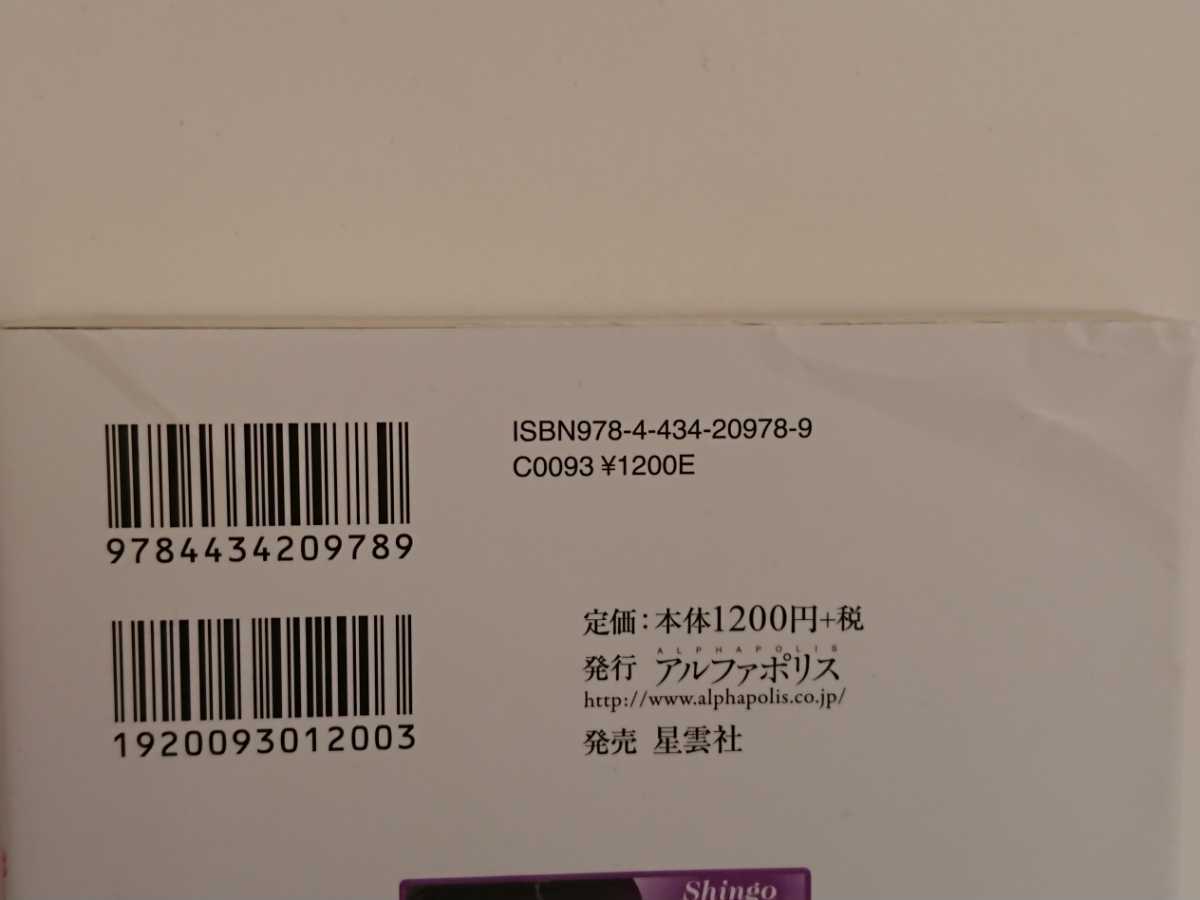 ISBN978-4-434-20978-9
C0093 ¥1200E
9784434209789
1920093012003
定価:本体1200円+税
ALPHAPOLIS
発行 アルファポリス
http://www.alphapolis.co.jp/
発売 星雲社
Shingo